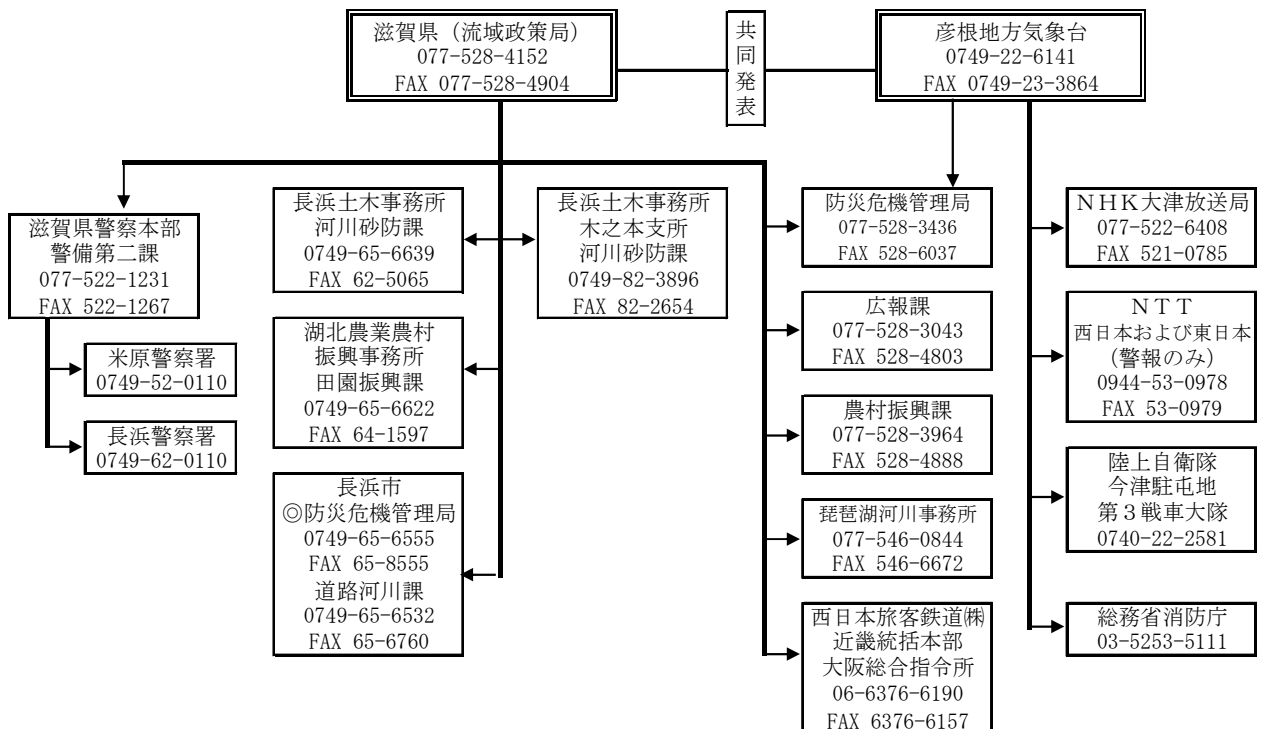 滋賀県（流域政策局）
077-528-4152
FAX 077-528-4904
共
同
発
表
彦根地方気象台
0749-22-6141
FAX 0749-23-3864
滋賀県警察本部
警備第二課
077-522-1231
FAX 522-1267
米原警察署
0749-52-0110
長浜警察署
0749-62-0110
長浜土木事務所
河川砂防課
0749-65-6639
FAX 62-5065
湖北農業農村
振興事務所
田園振興課
0749-65-6622
FAX 64-1597
長浜市
◎防災危機管理局
0749-65-6555
FAX 65-8555
道路河川課
0749-65-6532
FAX 65-6760
長浜土木事務所
木之本支所
河川砂防課
0749-82-3896
FAX 82-2654
防災危機管理局
077-528-3436
FAX 528-6037
広報課
077-528-3043
FAX 528-4803
農村振興課
077-528-3964
FAX 528-4888
琵琶湖河川事務所
077-546-0844
FAX 546-6672
西日本旅客鉄道㈱
近畿統括本部
大阪総合指令所
06-6376-6190
FAX 6376-6157
ＮＨＫ大津放送局
077-522-6408
FAX 521-0785
ＮＴＴ
西日本および東日本
（警報のみ）
0944-53-0978
FAX 53-0979
陸上自衛隊
今津駐屯地
第３戦車大隊
0740-22-2581
総務省消防庁
03-5253-5111